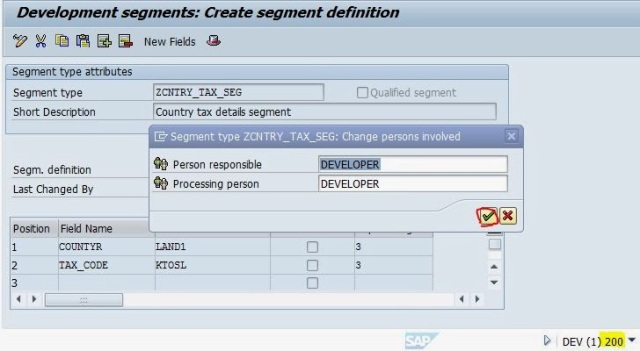 Development segments: Create segment definition
New Fields
Segment type attributes
Segment type ZCNTRY_TAX_SEG Qualified segment
Short Description Country tax details segment
Segment type ZCNTRY_TAX_SEG: Change persons involved
Person responsible DEVELOPER
Processing person DEVELOPER
Segm. definition
Last Changed By
Position Field Name
1 COUNTYR LAND1 3
2 TAX_CODE KTOSL 3
3
SAP
DEV (1) 200